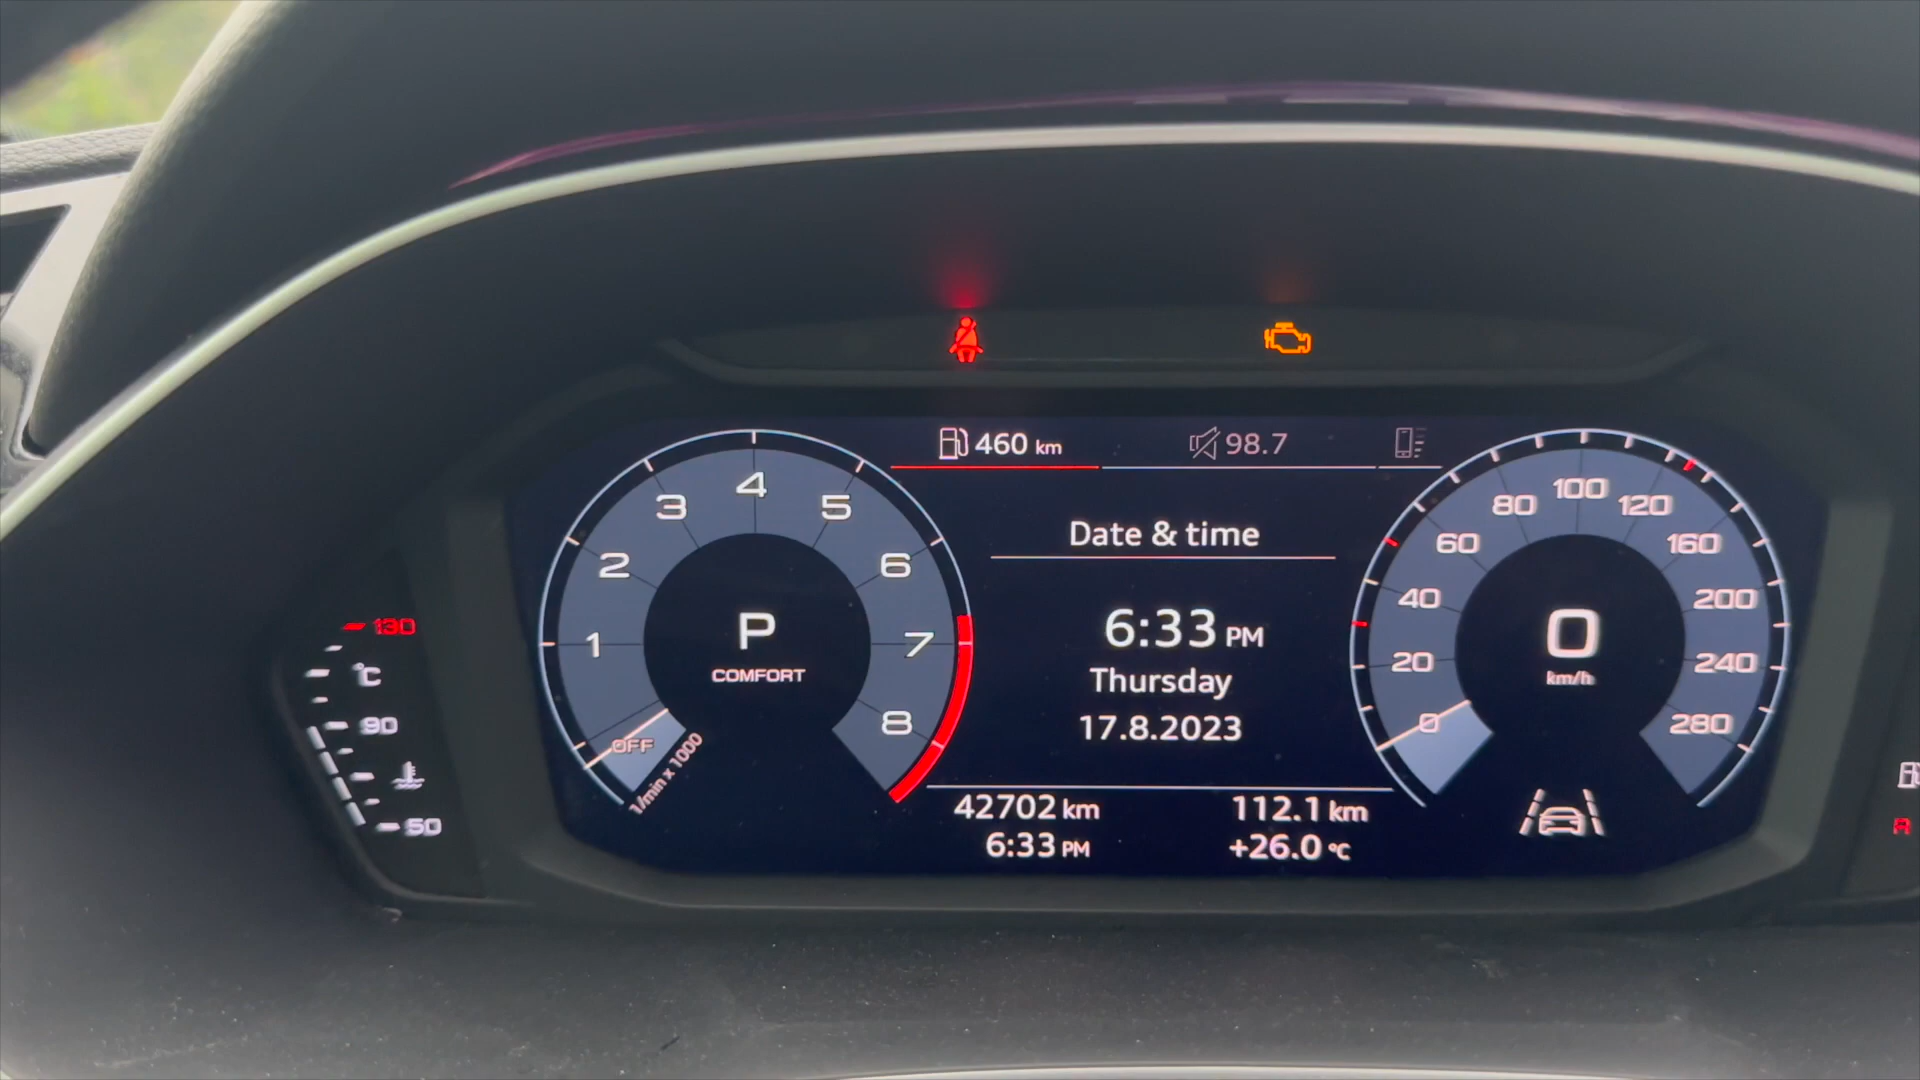 460 km
98.7
Date & time
6:33 PM
Thursday
17.8.2023
42702 km
112.1 km
6:33 PM
+26.0 °C
1
2
3
4
5
6
7
8
OFF
1/min x 1000
P
COMFORT
0
20
40
60
80
100
120
160
200
240
280
0
km/h
130
°C
90
50
R